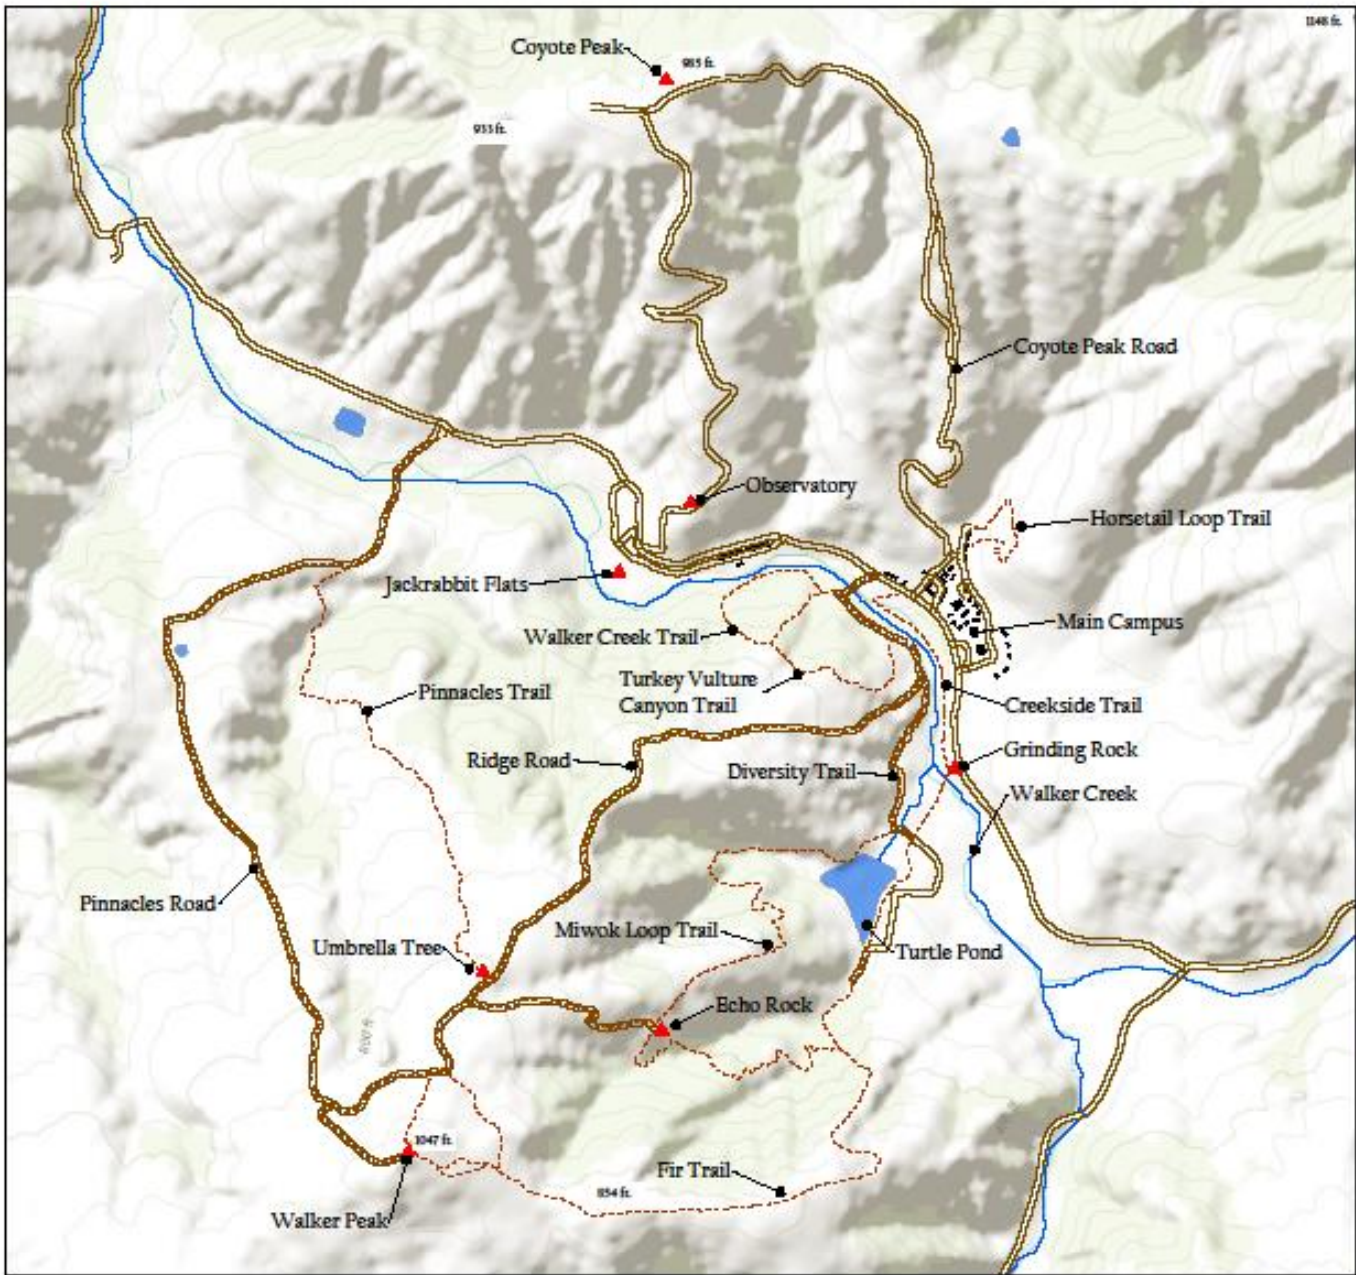 1148 ft.
Coyote Peak
985 ft.
933 ft.
Coyote Peak Road
Observatory
Horsetail Loop Trail
Jackrabbit Flats
Walker Creek Trail
Main Campus
Turkey Vulture
Canyon Trail
Pinnacles Trail
Creekside Trail
Grinding Rock
Ridge Road
Diversity Trail
Walker Creek
Pinnacles Road
Miwok Loop Trail
Umbrella Tree
Turtle Pond
Echo Rock
800 ft
1047 ft.
Fir Trail
854 ft.
Walker Peak